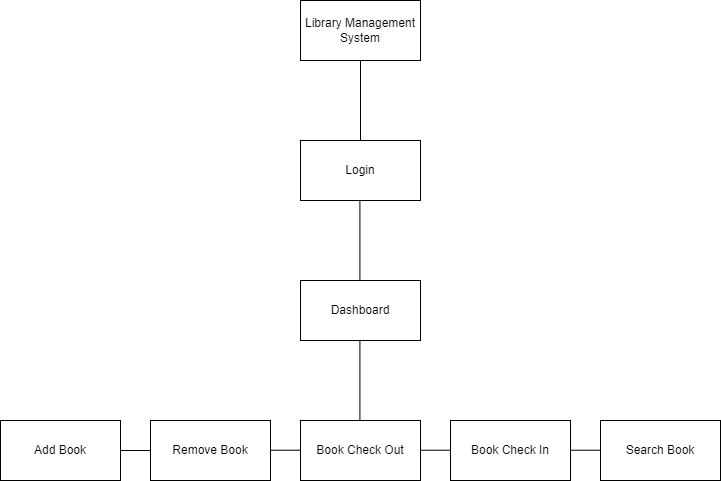 Library Management
System
Login
Dashboard
Add Book
Remove Book
Book Check Out
Book Check In
Search Book